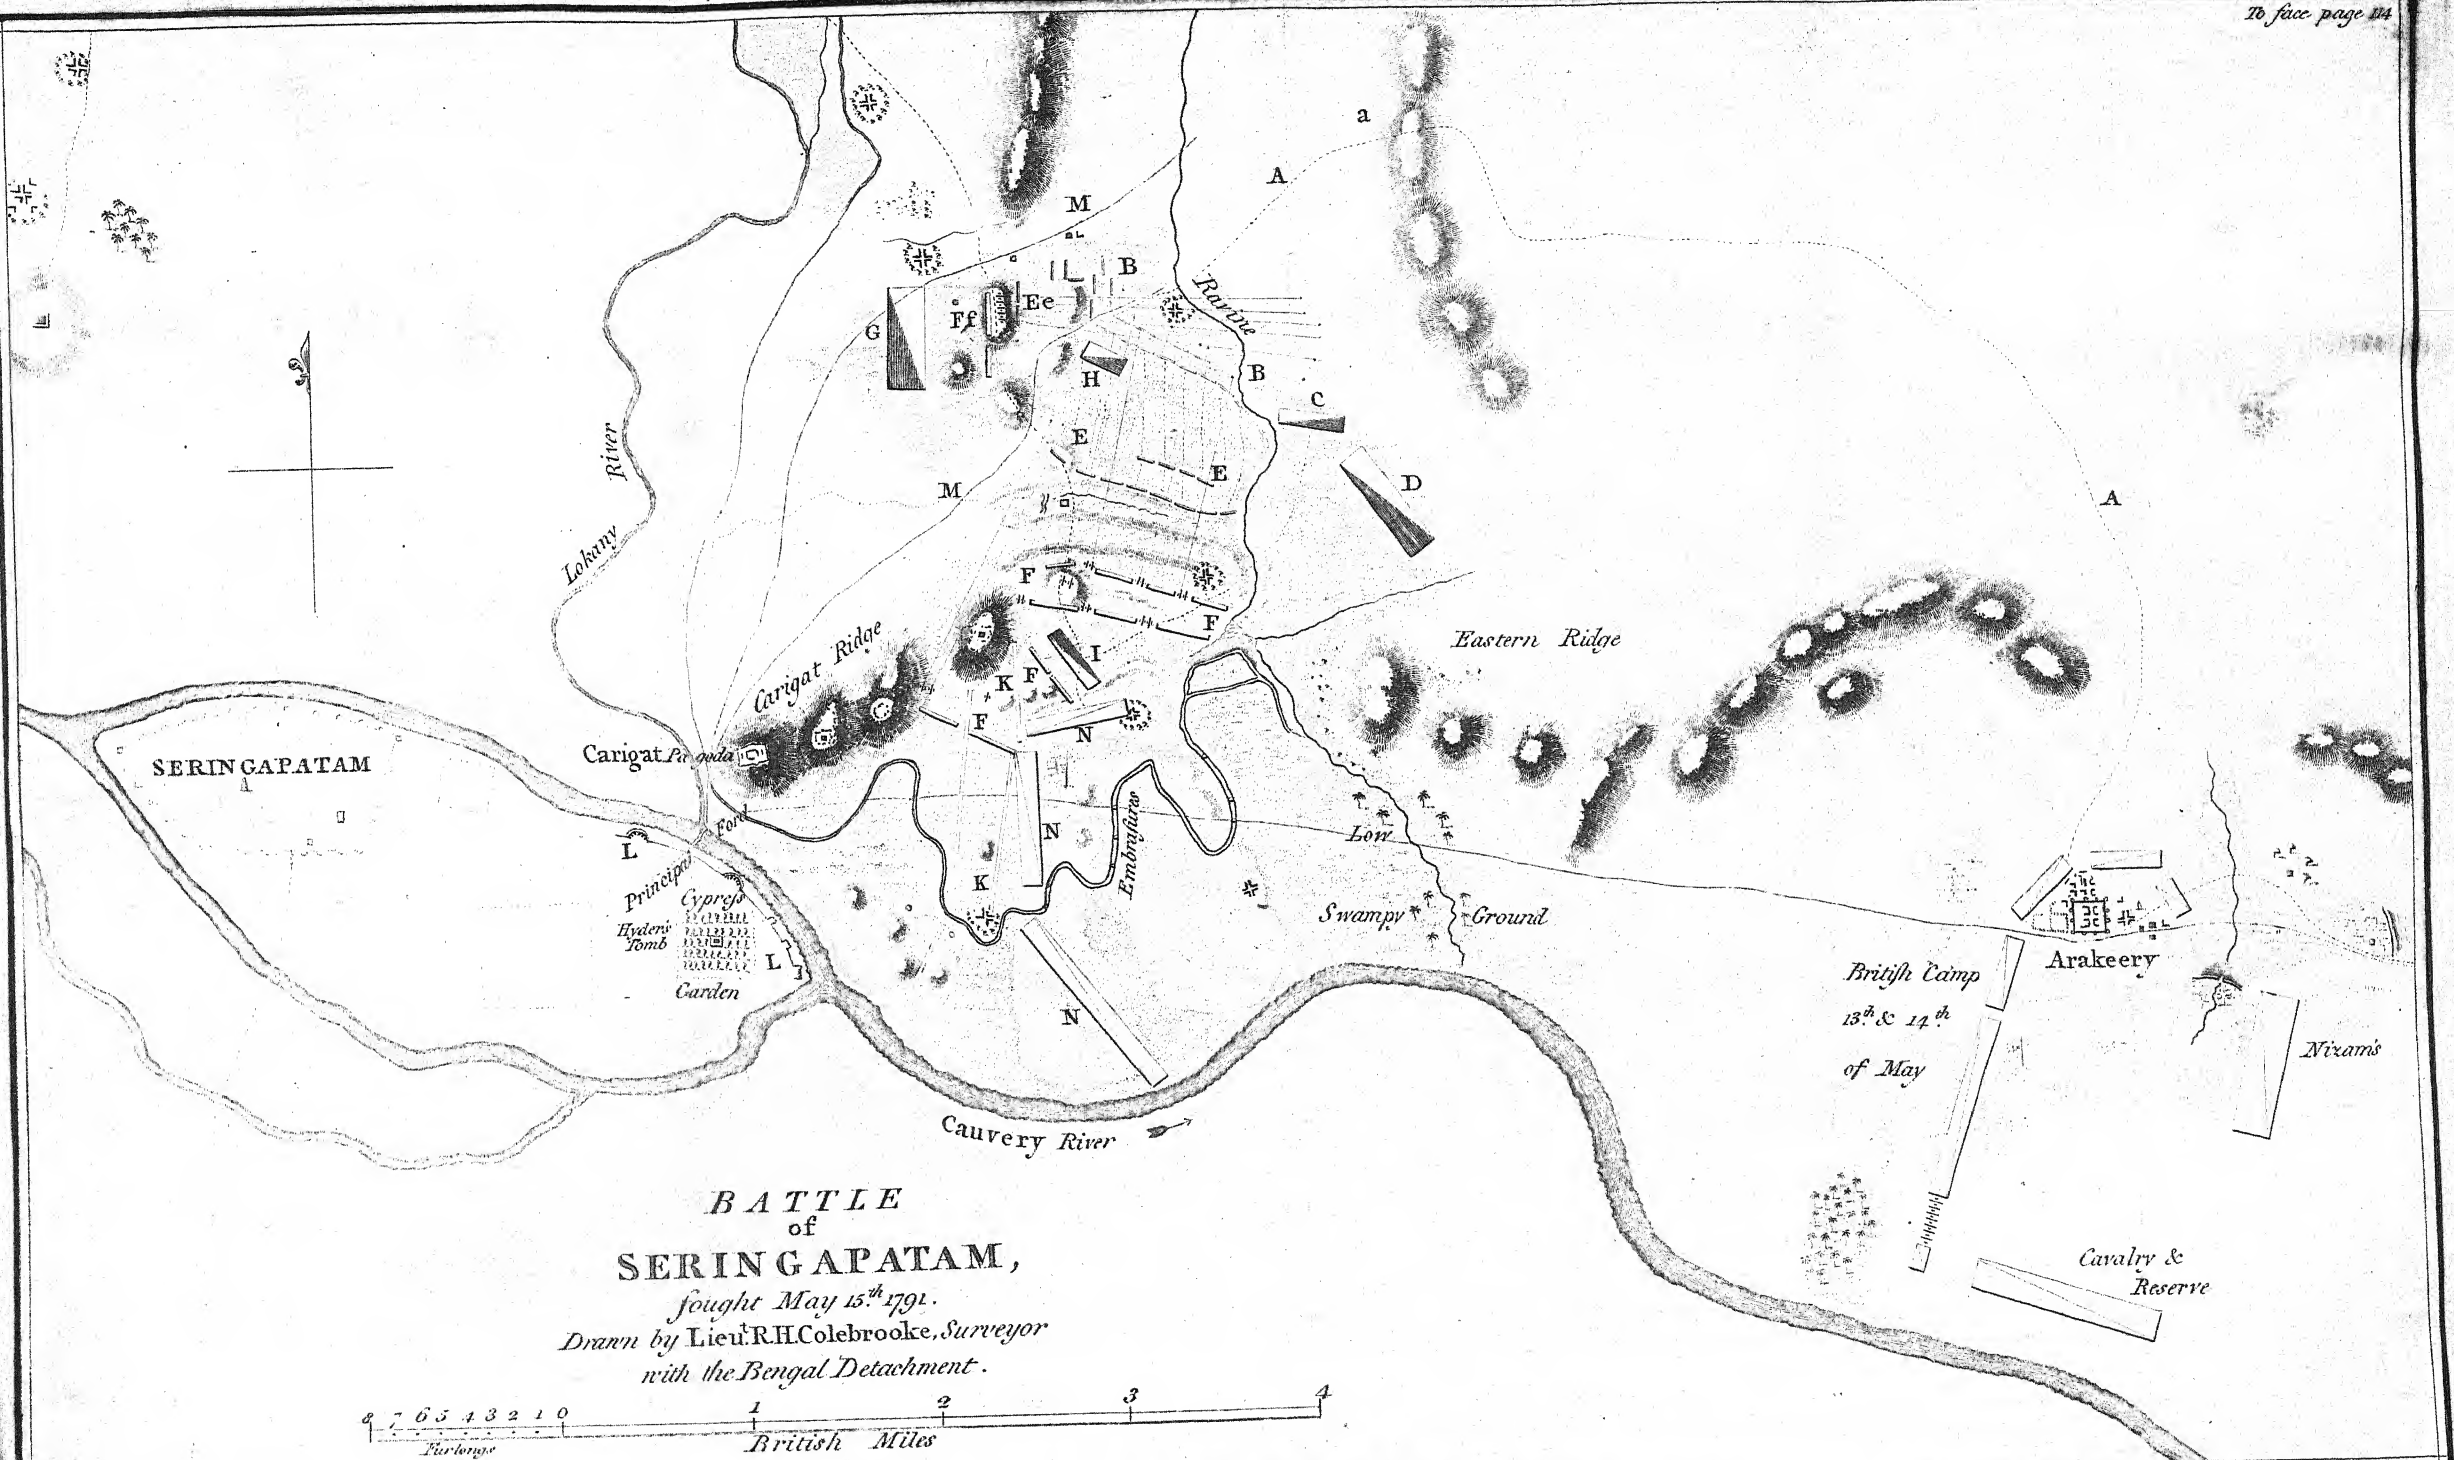 To face page 114
a
A
M
B
Ravine
Ee
Ff
G
H
B
C
E
River
M
E
D
A
Lokany
F
F
Eastern Ridge
Carigat Ridge
I
K
F
F
N
SERINGAPATAM
Carigat Pagoda
Principal Ford
L
N
Embrasures
Low
K
Cypress
Swampy Ground
Hyder's
Tomb
L
Garden
British Camp
13th & 14th
of May
Arakeery
N
Nizam's
Cauvery River
BATTLE
of
SERINGAPATAM,
fought May 15th 1791.
Drawn by Lieut. R.H. Colebrooke, Surveyor
with the Bengal Detachment.
Cavalry &
Reserve
8 7 6 5 4 3 2 1 0 1 2 3 4
Furlongs
British Miles